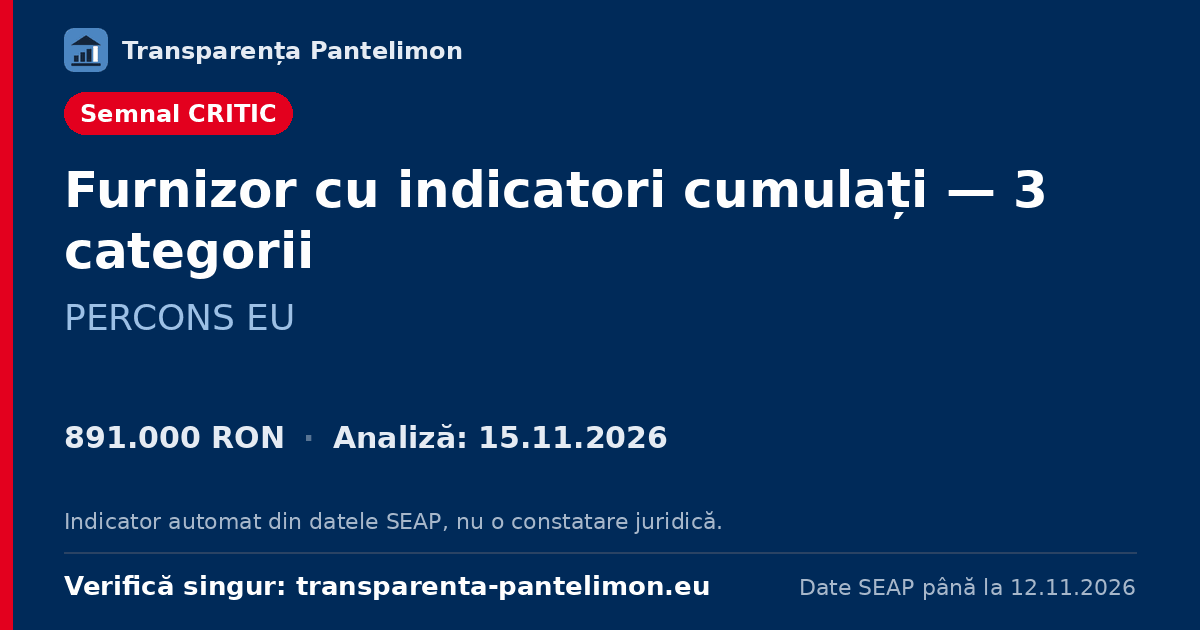 Transparența Pantelimon
Semnal CRITIC
Furnizor cu indicatori cumulați — 3
categorii
PERCONS EU
891.000 RON · Analiză: 15.11.2026
Indicator automat din datele SEAP, nu o constatare juridică.
Verifică singur: transparenta-pantelimon.eu
Date SEAP până la 12.11.2026